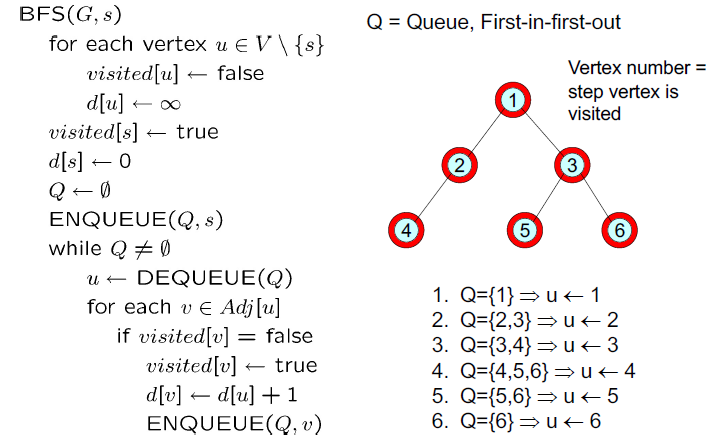 BFS(G, s)
for each vertex u ∈ V \ {s}
visited[u] ← false
d[u] ← ∞
visited[s] ← true
d[s] ← 0
Q ← ∅
ENQUEUE(Q, s)
while Q ≠ ∅
u ← DEQUEUE(Q)
for each v ∈ Adj[u]
if visited[v] = false
visited[v] ← true
d[v] ← d[u] + 1
ENQUEUE(Q, v)
Q = Queue, First-in-first-out
Vertex number =
step vertex is
visited
1
2
3
4
5
6
1. Q={1} ⇒ u ← 1
2. Q={2,3} ⇒ u ← 2
3. Q={3,4} ⇒ u ← 3
4. Q={4,5,6} ⇒ u ← 4
5. Q={5,6} ⇒ u ← 5
6. Q={6} ⇒ u ← 6